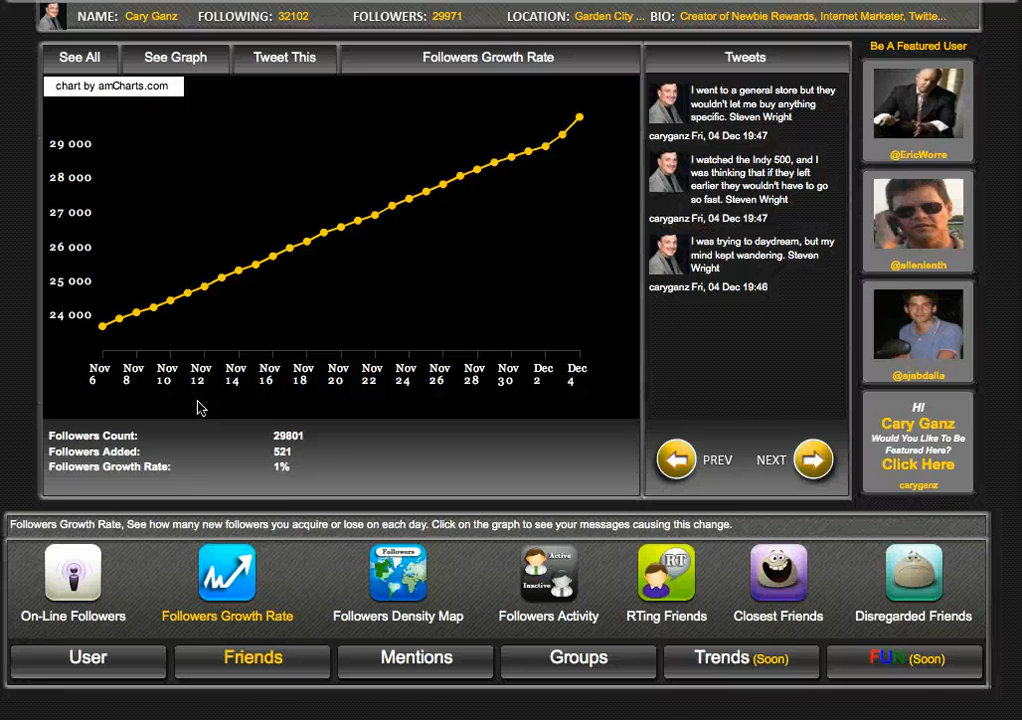 NAME: Cary Ganz FOLLOWING: 32102 FOLLOWERS: 29971 LOCATION: Garden City ... BIO: Creator of Newbie Rewards, Internet Marketer, Twitte...
See All See Graph Tweet This Followers Growth Rate Tweets
Be A Featured User
chart by amCharts.com
29 000
28 000
27 000
26 000
25 000
24 000
Nov 6 Nov 8 Nov 10 Nov 12 Nov 14 Nov 16 Nov 18 Nov 20 Nov 22 Nov 24 Nov 26 Nov 28 Nov 30 Dec 2 Dec 4
Followers Count: 29801
Followers Added: 521
Followers Growth Rate: 1%
I went to a general store but they
wouldn't let me buy anything
specific. Steven Wright
caryganz Fri, 04 Dec 19:47
I watched the Indy 500, and I
was thinking that if they left
earlier they wouldn't have to go
so fast. Steven Wright
caryganz Fri, 04 Dec 19:47
I was trying to daydream, but my
mind kept wandering. Steven
Wright
caryganz Fri, 04 Dec 19:46
PREV NEXT
@EricWorre
@ajabdalla
Hi
Cary Ganz
Would You Like To Be
Featured Here?
Click Here
caryganz
Followers Growth Rate, See how many new followers you acquire or lose on each day. Click on the graph to see your messages causing this change.
Followers
Active
Inactive
RT
On-Line Followers Followers Growth Rate Followers Density Map Followers Activity RTing Friends Closest Friends Disregarded Friends
User Friends Mentions Groups Trends (Soon) FUN (Soon)